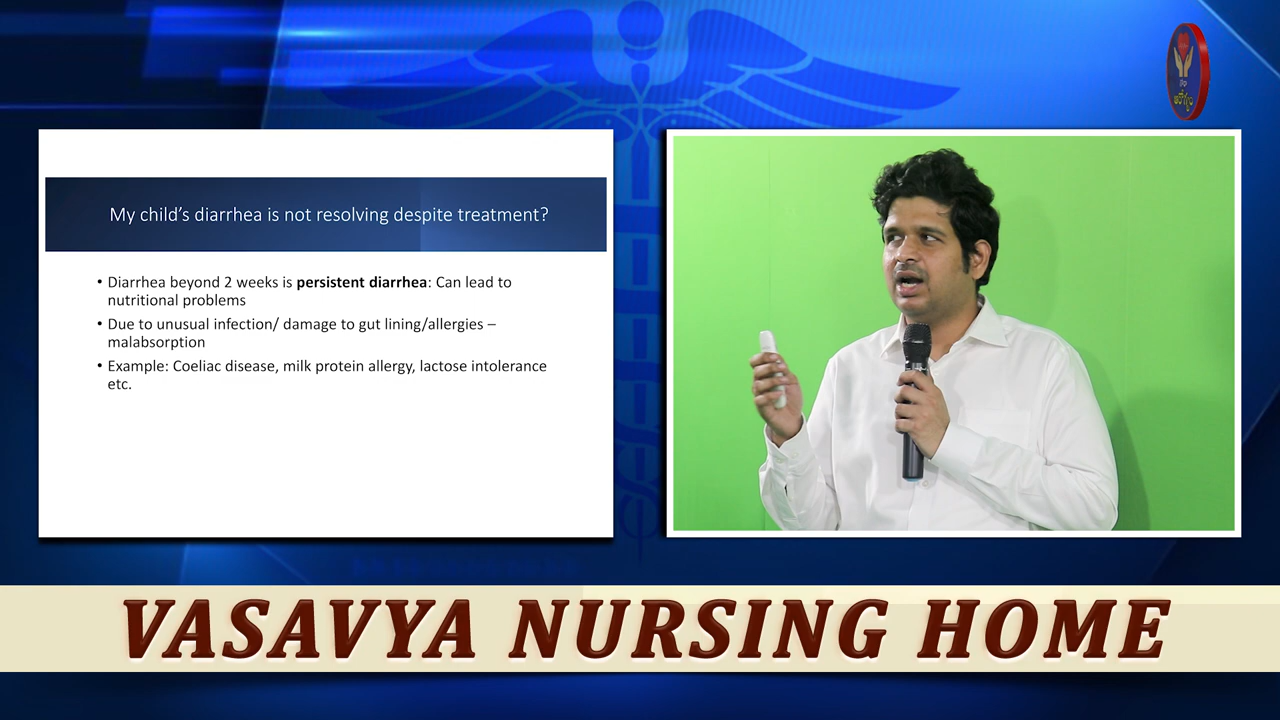 My child’s diarrhea is not resolving despite treatment?
• Diarrhea beyond 2 weeks is persistent diarrhea: Can lead to
nutritional problems
• Due to unusual infection/ damage to gut lining/allergies –
malabsorption
• Example: Coeliac disease, milk protein allergy, lactose intolerance
etc.
VASAVYA NURSING HOME